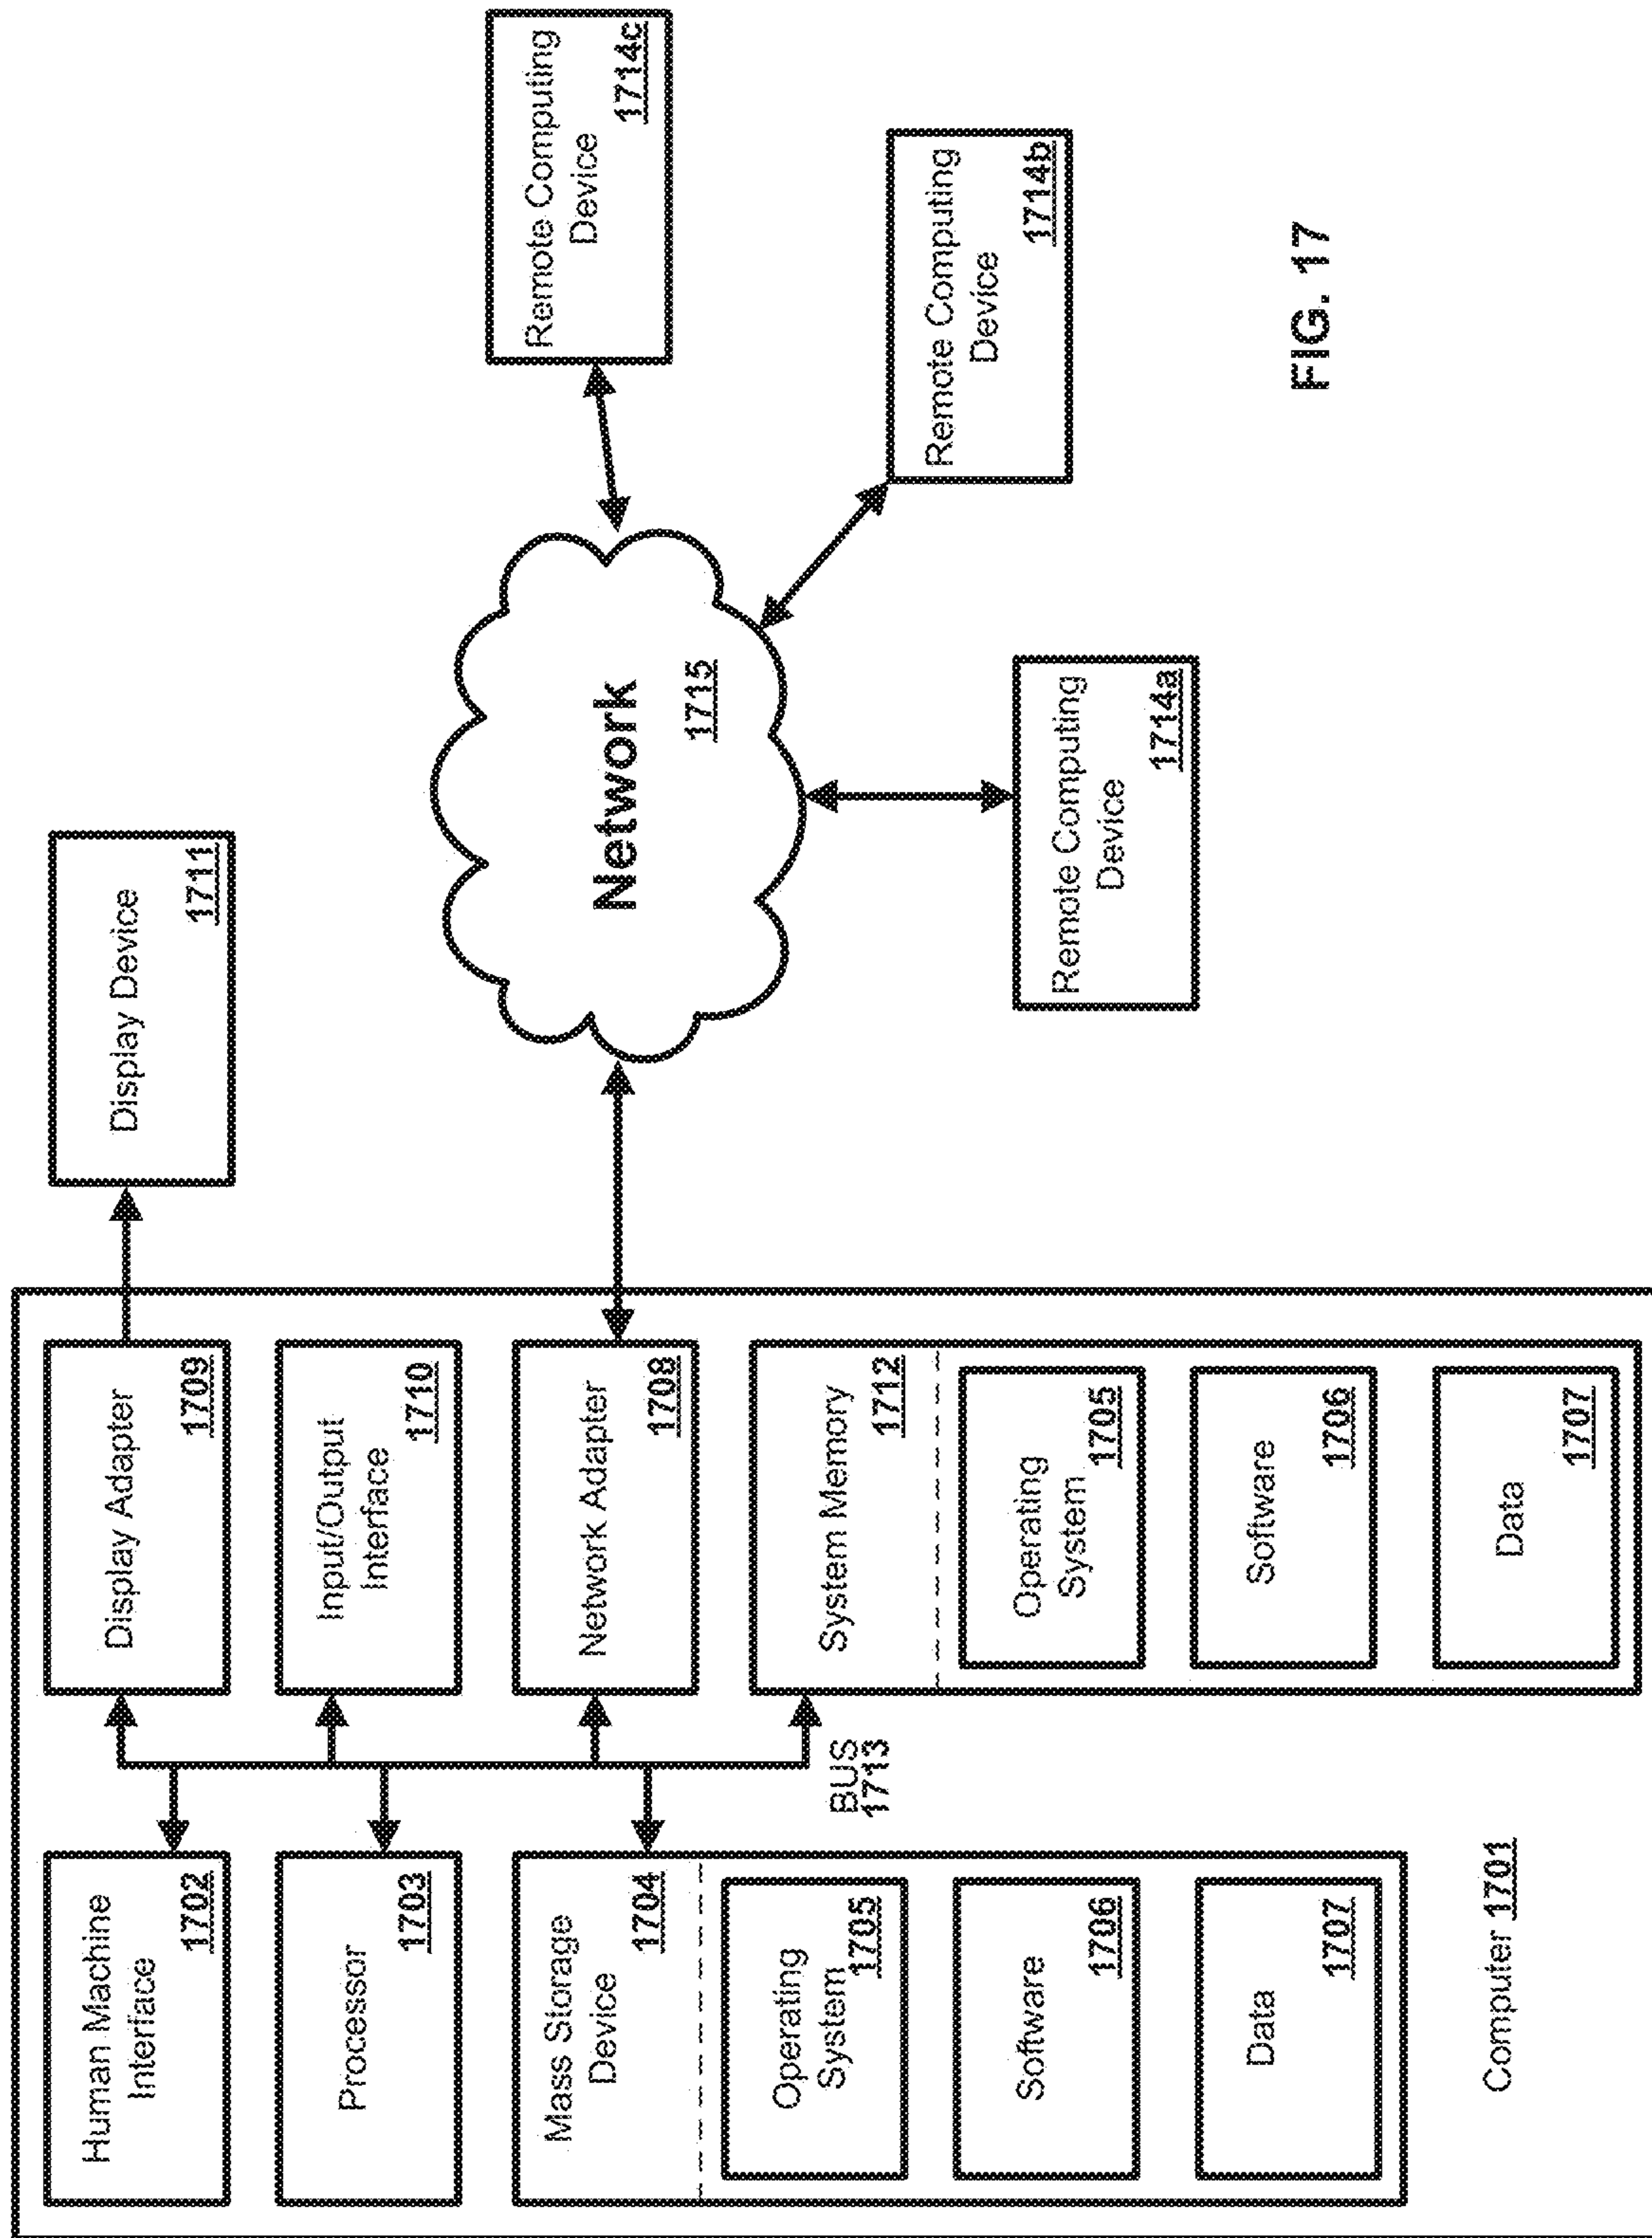 Human Machine
Interface
1702
Processor
1703
Mass Storage
Device
1704
Operating
System
1705
Software
1706
Data
1707
Computer 1701
BUS
1713
Display Adapter
1709
Input/Output
Interface
1710
Network Adapter
1708
System Memory
1712
Operating
System
1705
Software
1706
Data
1707
Display Device
1711
Network
1715
Remote Computing
Device
1714a
Remote Computing
Device
1714b
Remote Computing
Device
1714c
FIG. 17